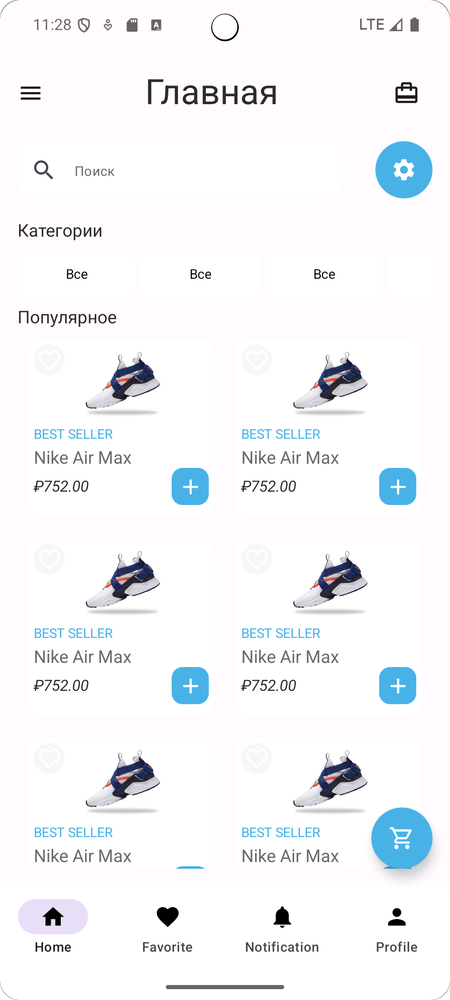 11:28
LTE
Главная
Поиск
Категории
Все Все Все
Популярное
BEST SELLER BEST SELLER
Nike Air Max Nike Air Max
₽752.00 ₽752.00
BEST SELLER BEST SELLER
Nike Air Max Nike Air Max
₽752.00 ₽752.00
BEST SELLER BEST SELLER
Nike Air Max Nike Air Max
Home Favorite Notification Profile